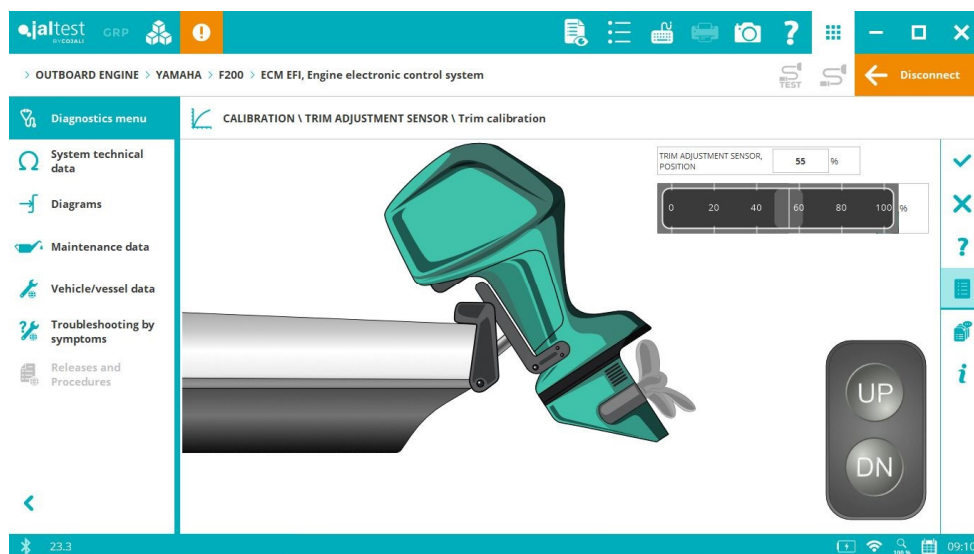 jaltest GRP
BY COJALI
> OUTBOARD ENGINE > YAMAHA > F200 > ECM EFI, Engine electronic control system
TEST
Disconnect
Diagnostics menu
CALIBRATION \ TRIM ADJUSTMENT SENSOR \ Trim calibration
System technical
data
Diagrams
Maintenance data
Vehicle/vessel data
Troubleshooting by
symptoms
Releases and
Procedures
TRIM ADJUSTMENT SENSOR,
POSITION
55 %
0 20 40 60 80 100 %
UP
DN
23.3
100 %
09:10